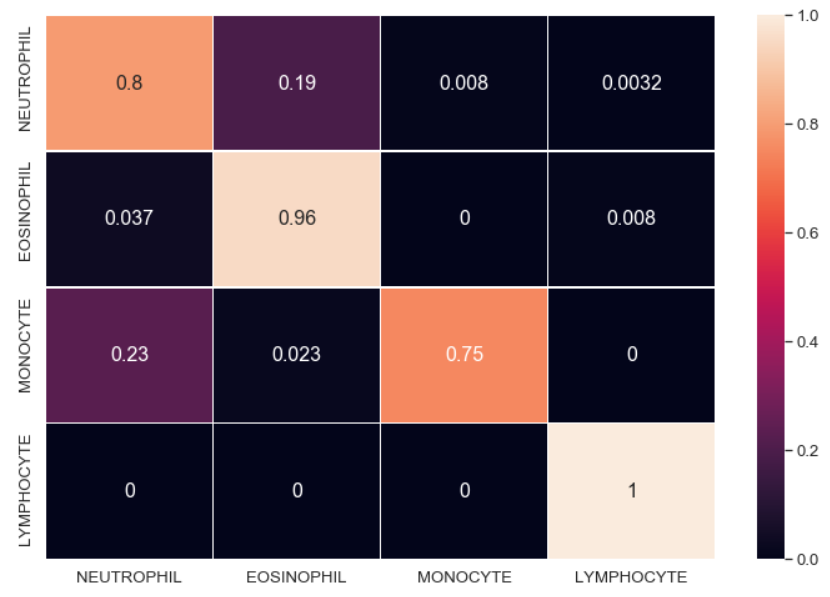 NEUTROPHIL 0.8 0.19 0.008 0.0032
EOSINOPHIL 0.037 0.96 0 0.008
MONOCYTE 0.23 0.023 0.75 0
LYMPHOCYTE 0 0 0 1
NEUTROPHIL EOSINOPHIL MONOCYTE LYMPHOCYTE
1.0
0.8
0.6
0.4
0.2
0.0